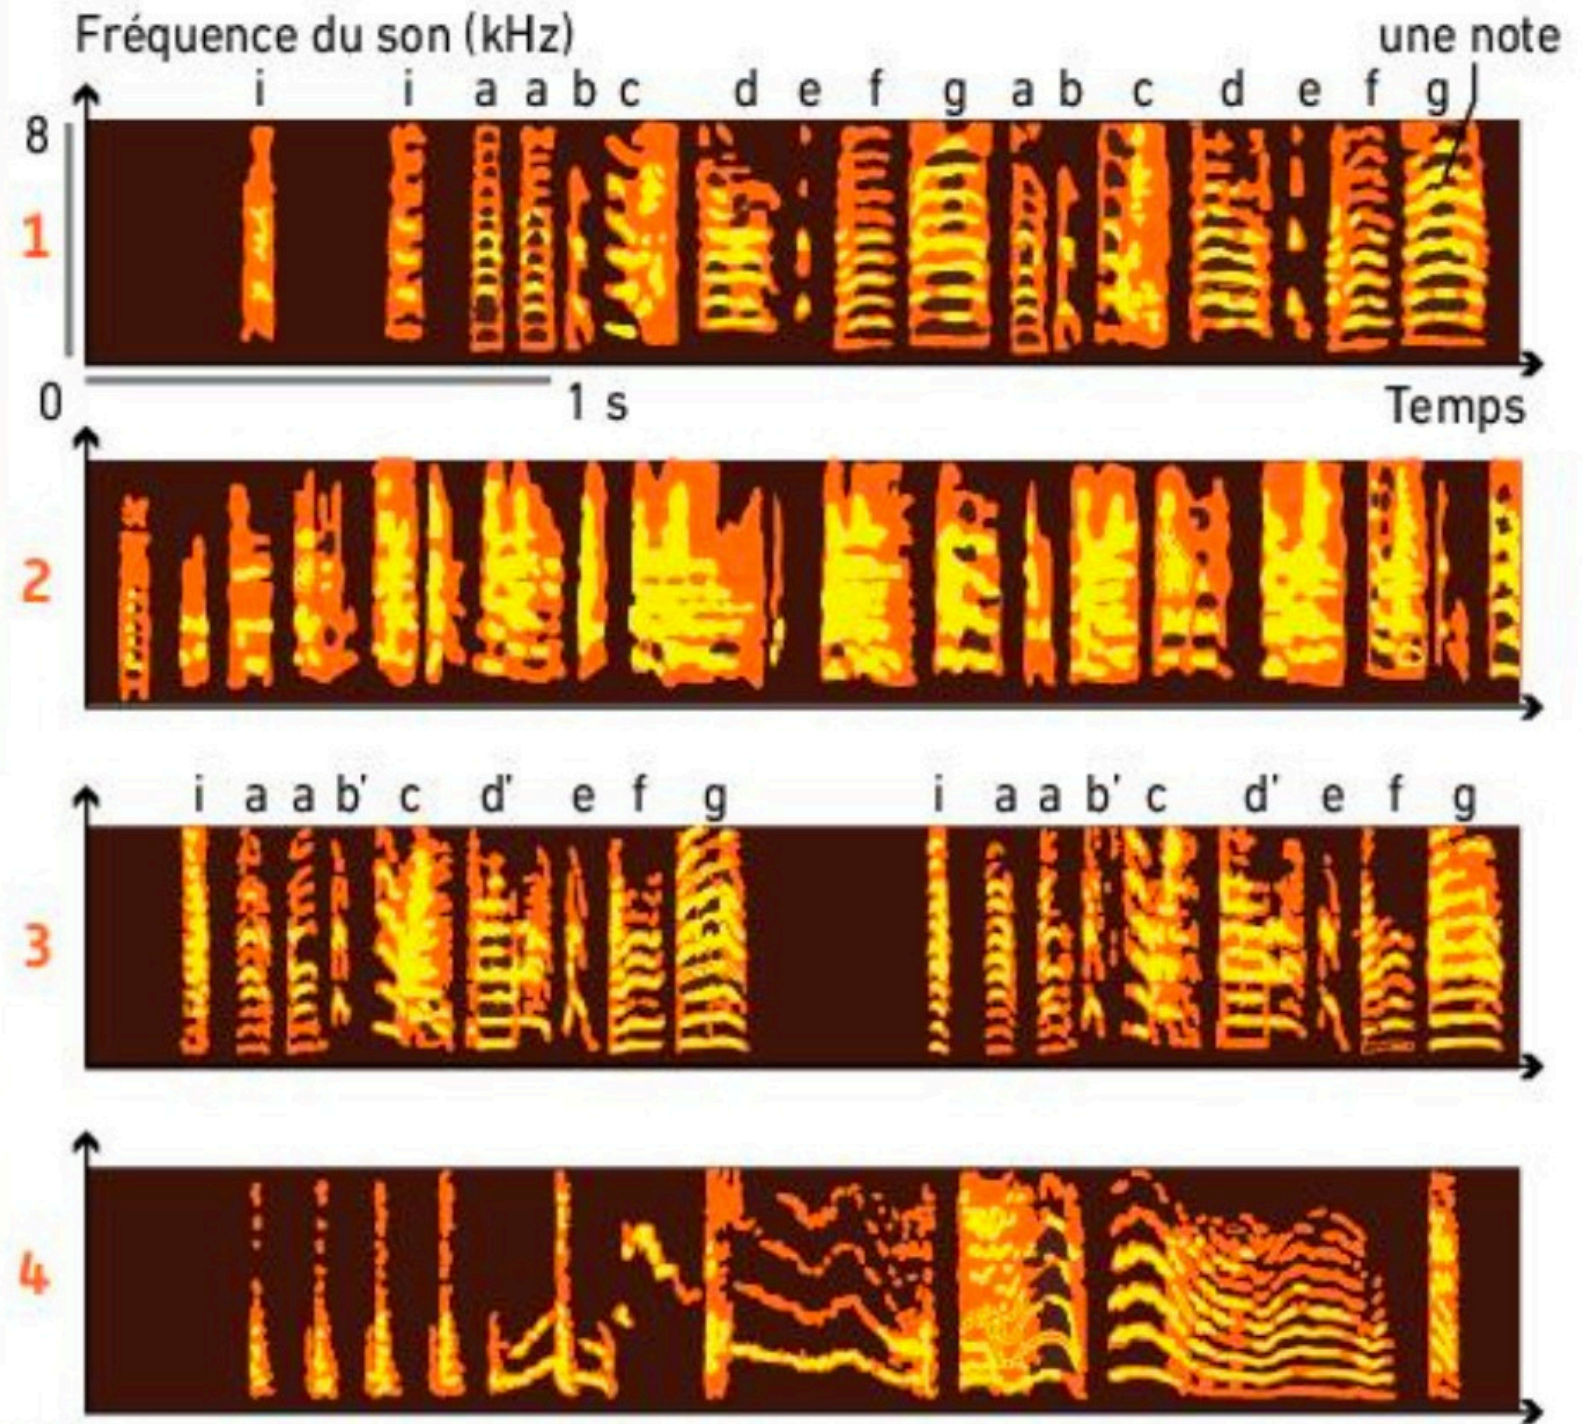 Fréquence du son (kHz) une note
i i a a b c d e f g a b c d e f g
8
1
0 1 s Temps
2
i a a b' c d' e f g i a a b' c d' e f g
3
4